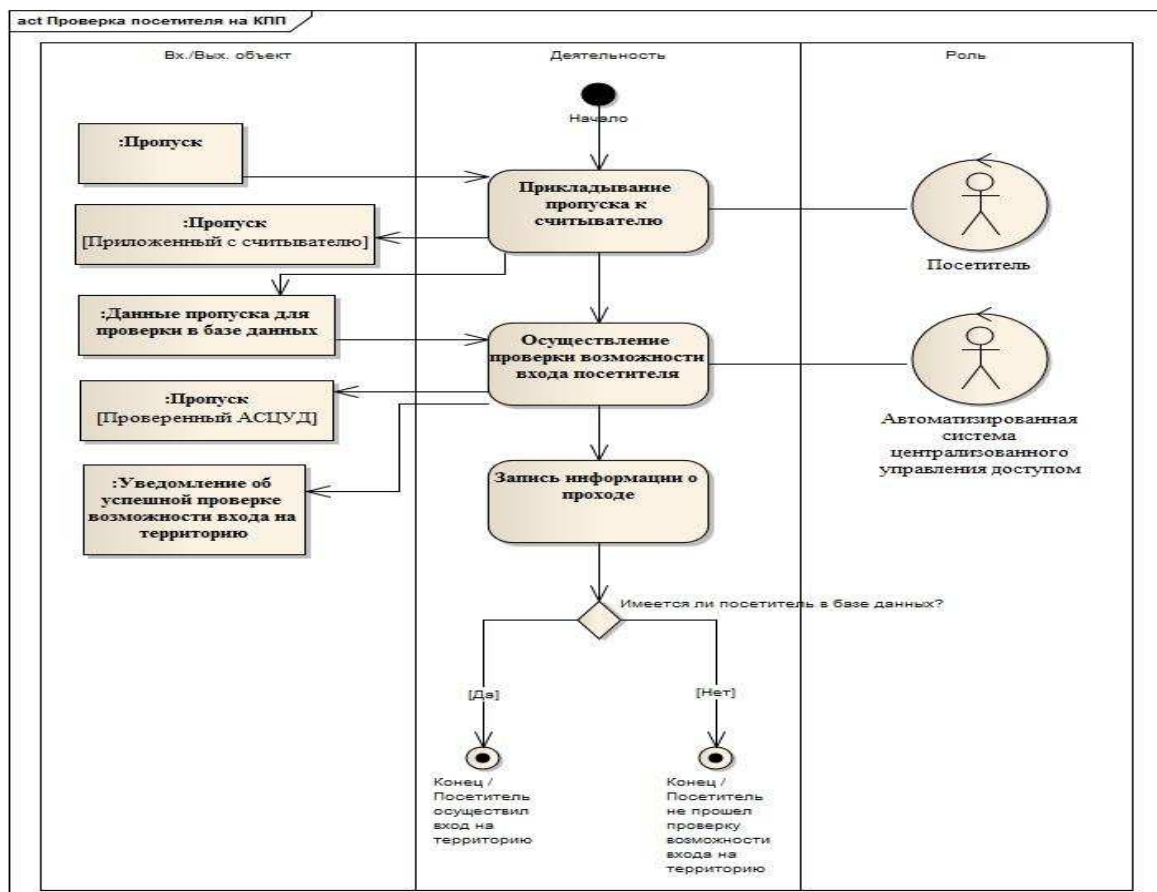 act Проверка посетителя на КПП
Вх./Вых. объект
Деятельность
Роль
Начало
:Пропуск
Прикладывание
пропуска к
считывателю
:Пропуск
[Приложенный с считывателю]
Посетитель
:Данные пропуска для
проверки в базе данных
Осуществление
проверки возможности
входа посетителя
:Пропуск
[Проверенный АСЦУД]
Автоматизированная
система
централизованного
управления доступом
:Уведомление об
успешной проверке
возможности входа на
территорию
Запись информации о
проходе
Имеется ли посетитель в базе данных?
[Да]
[Нет]
Конец /
Посетитель
осуществил
вход на
территорию
Конец /
Посетитель
не прошел
проверку
возможности
входа на
территорию